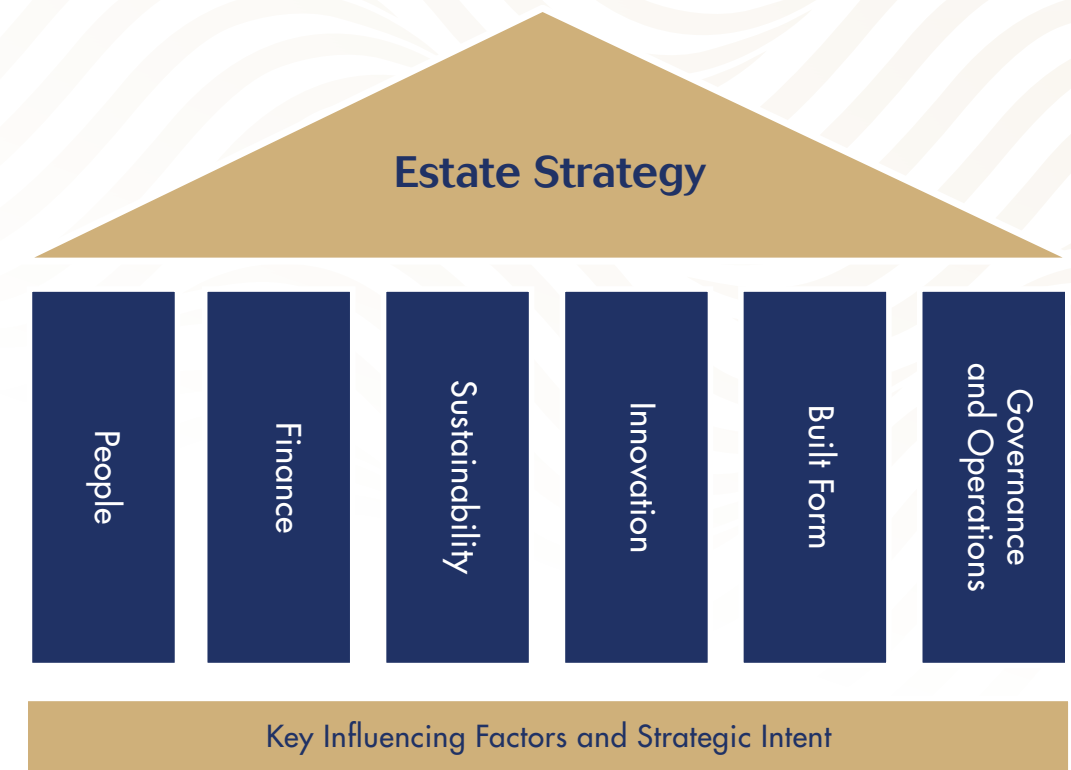 Estate Strategy
People
Finance
Sustainability
Innovation
Built Form
Governance
and Operations
Key Influencing Factors and Strategic Intent